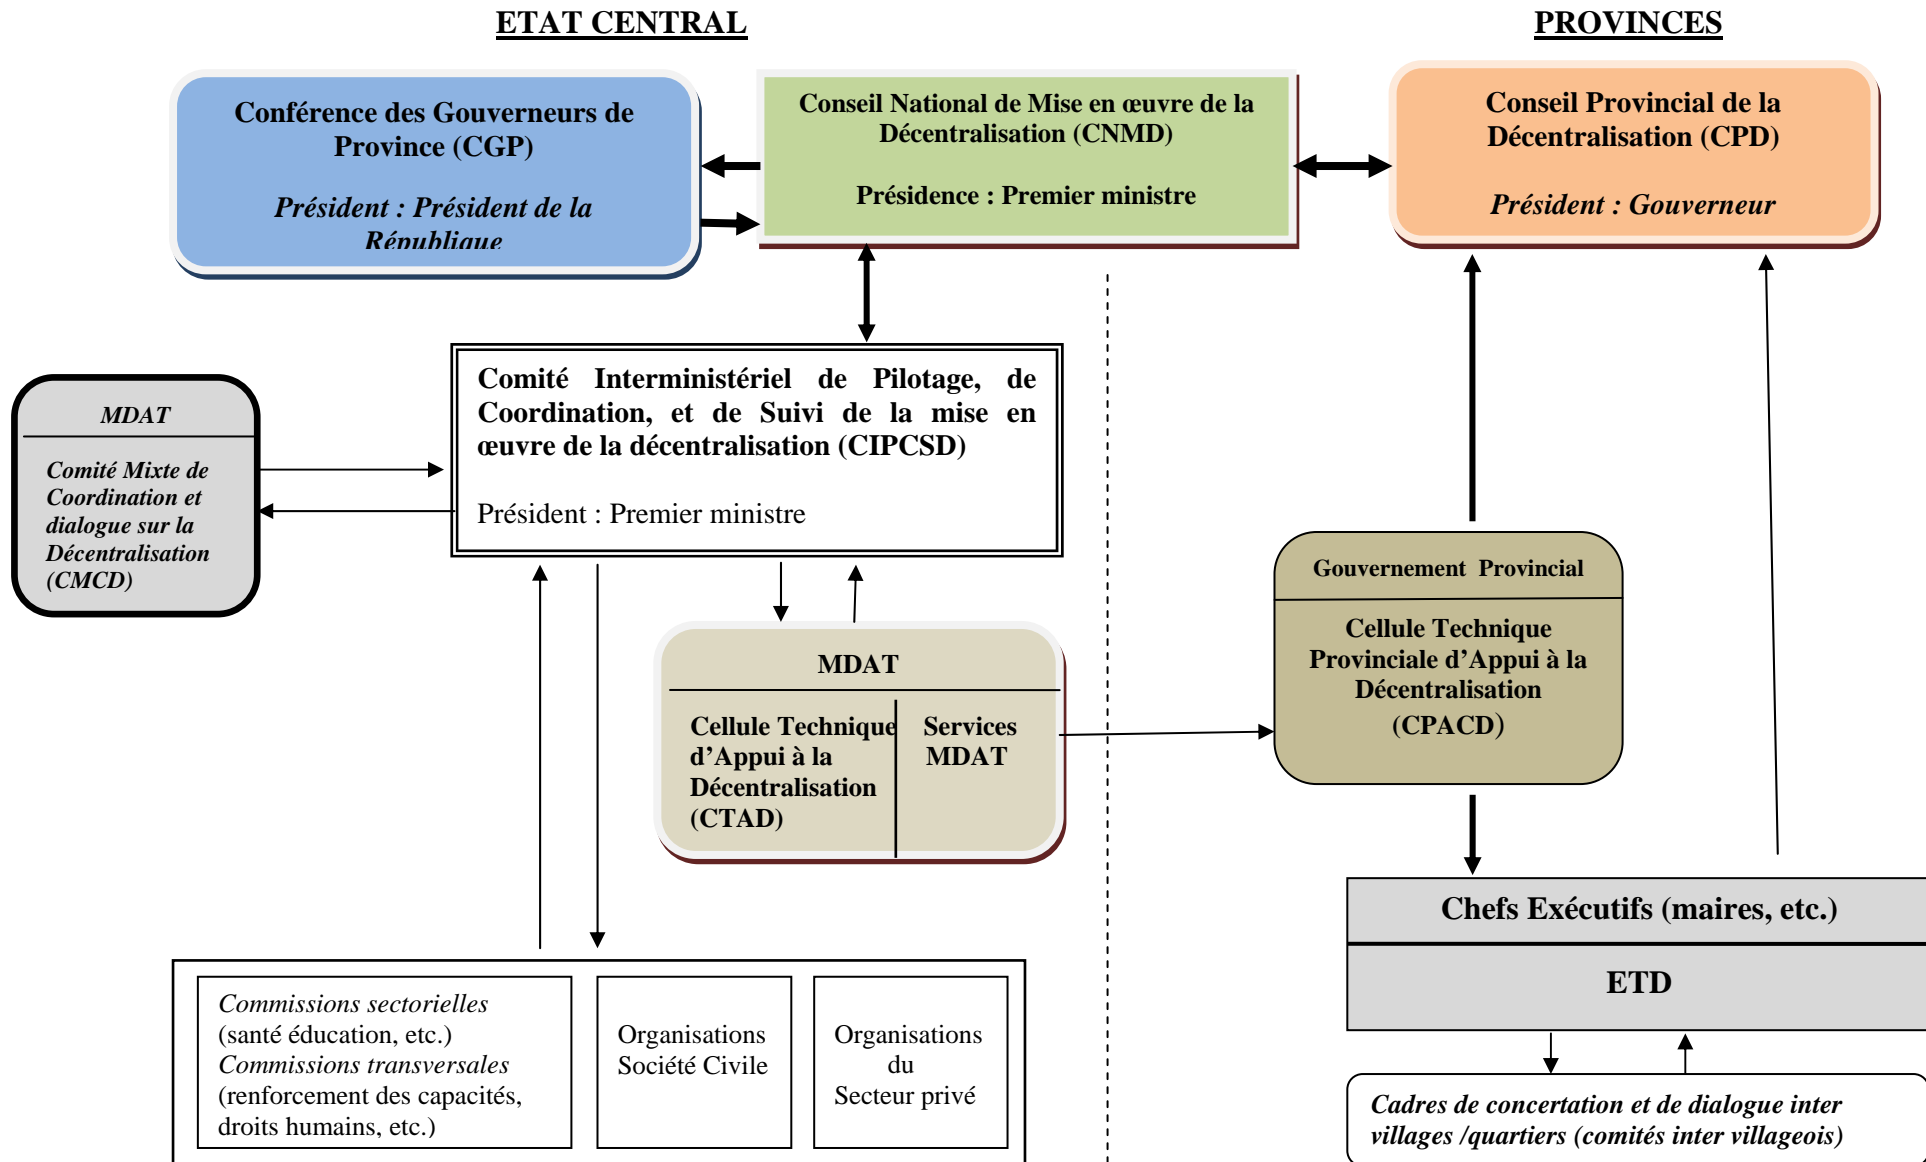 ETAT CENTRAL
PROVINCES
Conférence des Gouverneurs de
Province (CGP)
Président : Président de la
République
Conseil National de Mise en œuvre de la
Décentralisation (CNMD)
Présidence : Premier ministre
Conseil Provincial de la
Décentralisation (CPD)
Président : Gouverneur
MDAT
Comité Mixte de
Coordination et
dialogue sur la
Décentralisation
(CMCD)
Comité Interministériel de Pilotage, de
Coordination, et de Suivi de la mise en
œuvre de la décentralisation (CIPCSD)
Président : Premier ministre
MDAT
Cellule Technique
d’Appui à la
Décentralisation
(CTAD)
Services
MDAT
Gouvernement Provincial
Cellule Technique
Provinciale d’Appui à la
Décentralisation
(CPACD)
Chefs Exécutifs (maires, etc.)
ETD
Commissions sectorielles
(santé éducation, etc.)
Commissions transversales
(renforcement des capacités,
droits humains, etc.)
Organisations
Société Civile
Organisations
du
Secteur privé
Cadres de concertation et de dialogue inter
villages /quartiers (comités inter villageois)